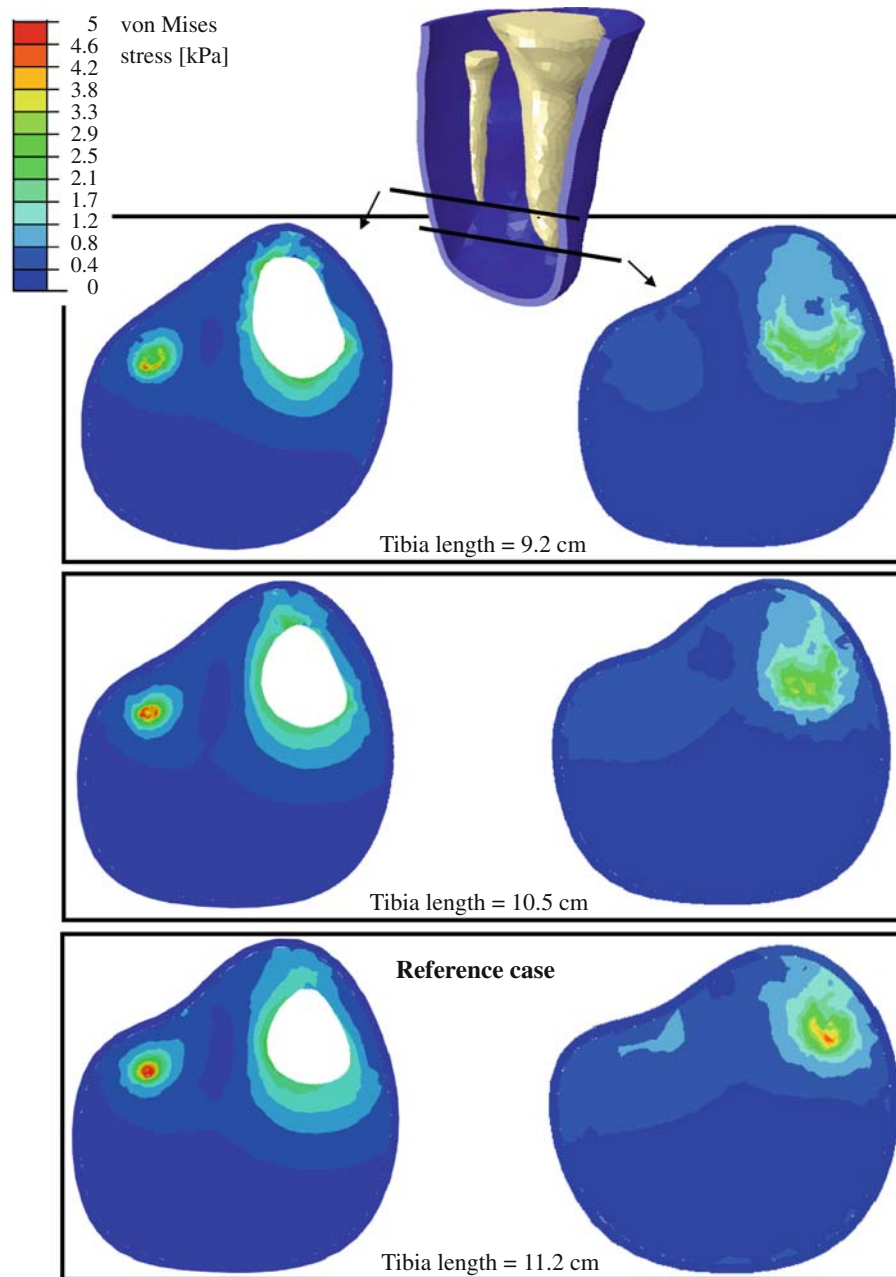 5 von Mises
4.6 stress [kPa]
4.2
3.8
3.3
2.9
2.5
2.1
1.7
1.2
0.8
0.4
0
Tibia length = 9.2 cm
Tibia length = 10.5 cm
Reference case
Tibia length = 11.2 cm